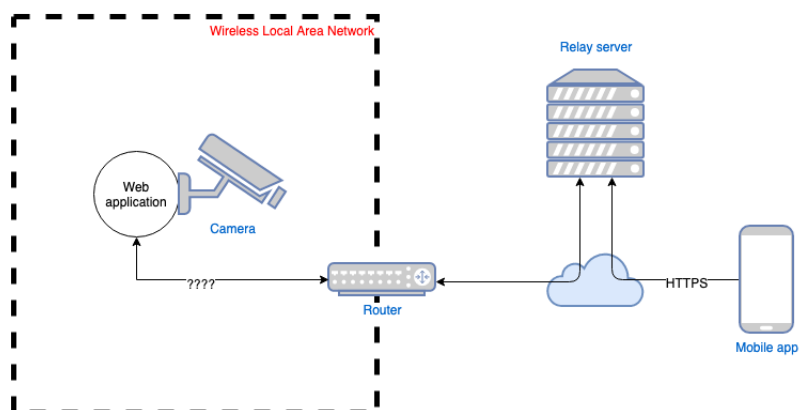 Wireless Local Area Network
Relay server
Web
application
Camera
????
Router
HTTPS
Mobile app